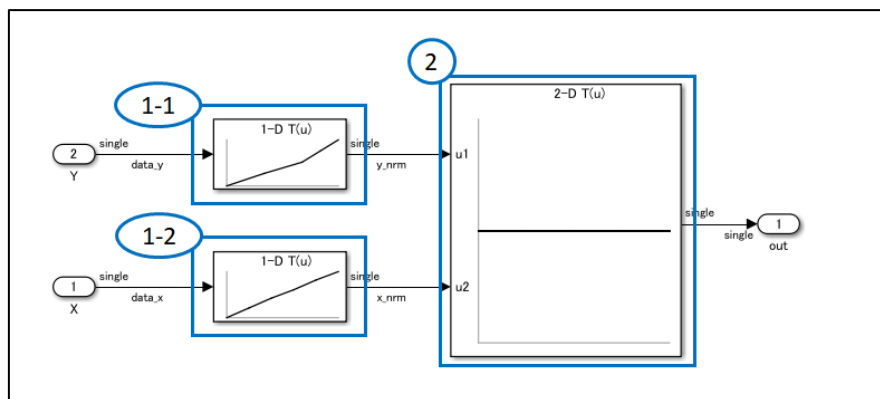 2
1-1
2-D T(u)
1-D T(u)
single
single
2
data_y
y_nrm
u1
Y
1-2
single
single
1-D T(u)
single
single
1
out
1
data_x
x_nrm
u2
X